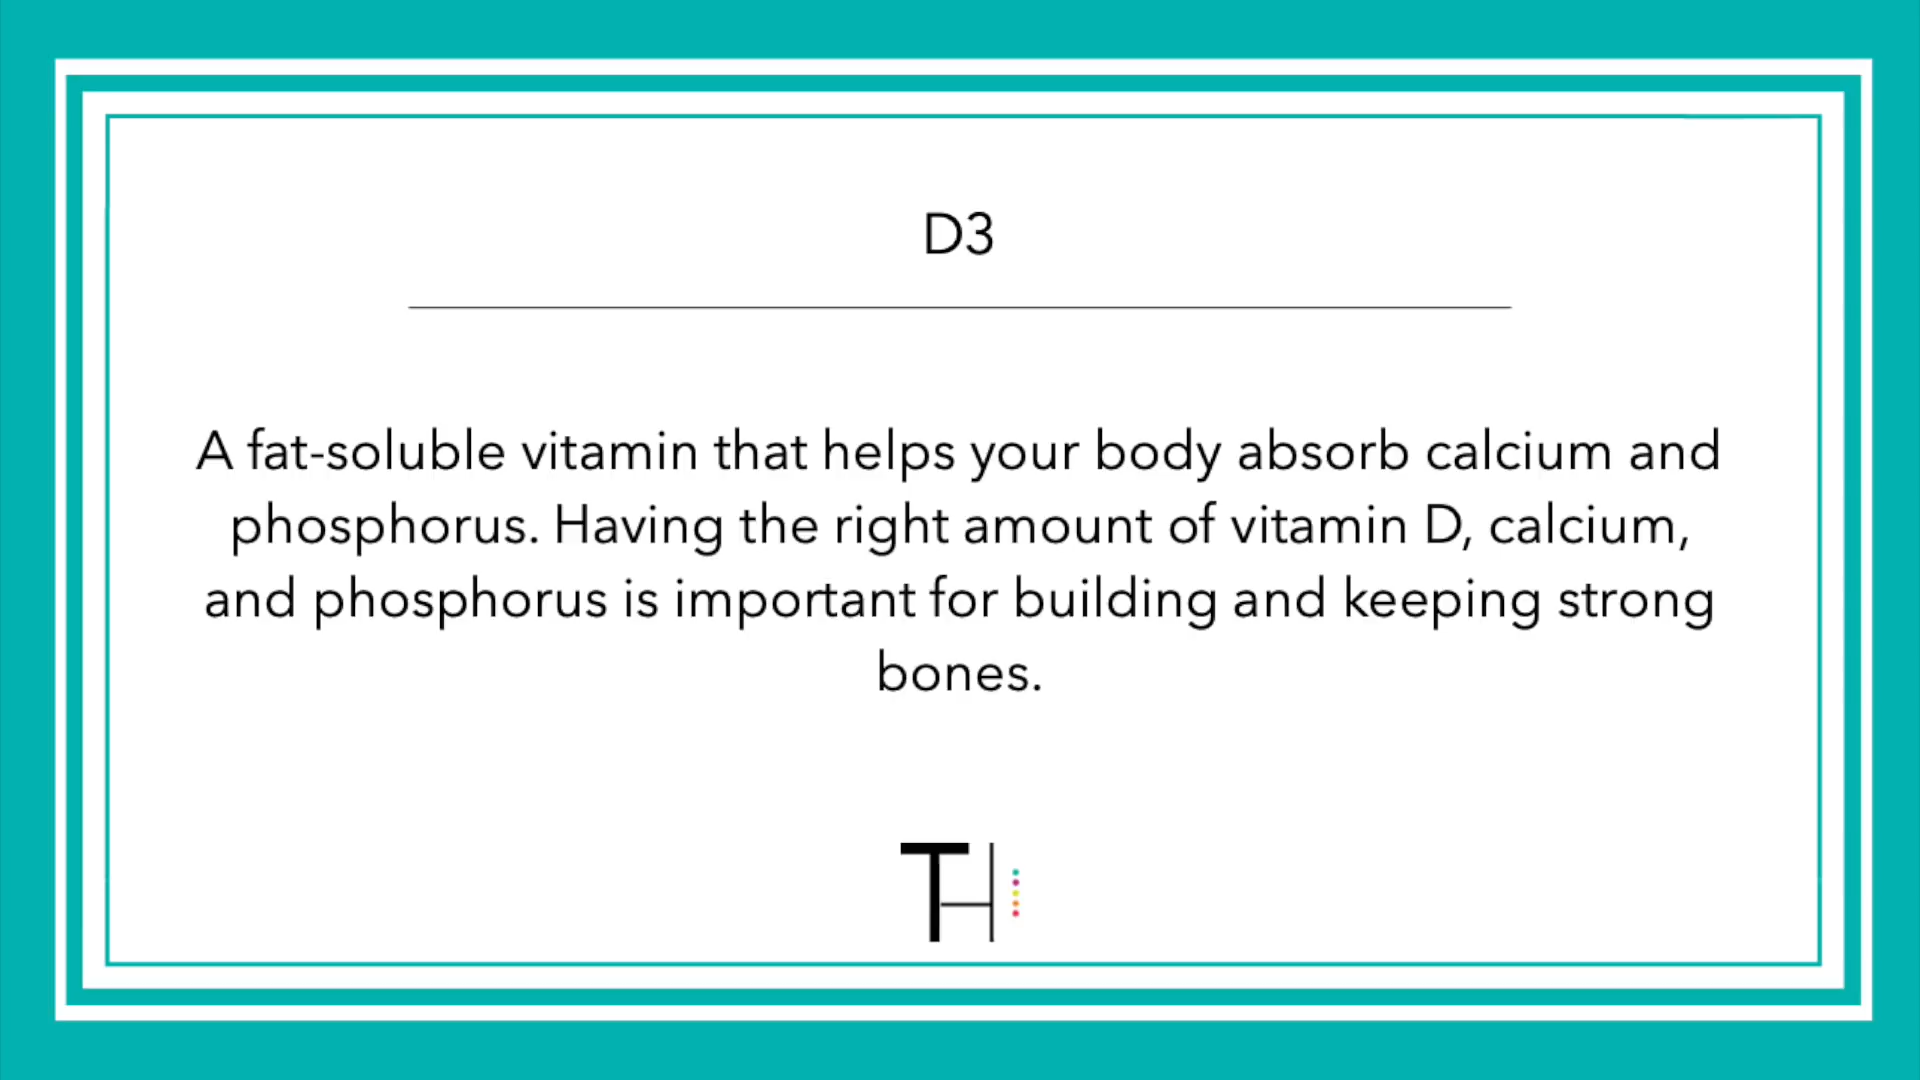 D3
A fat-soluble vitamin that helps your body absorb calcium and
phosphorus. Having the right amount of vitamin D, calcium,
and phosphorus is important for building and keeping strong
bones.
TH